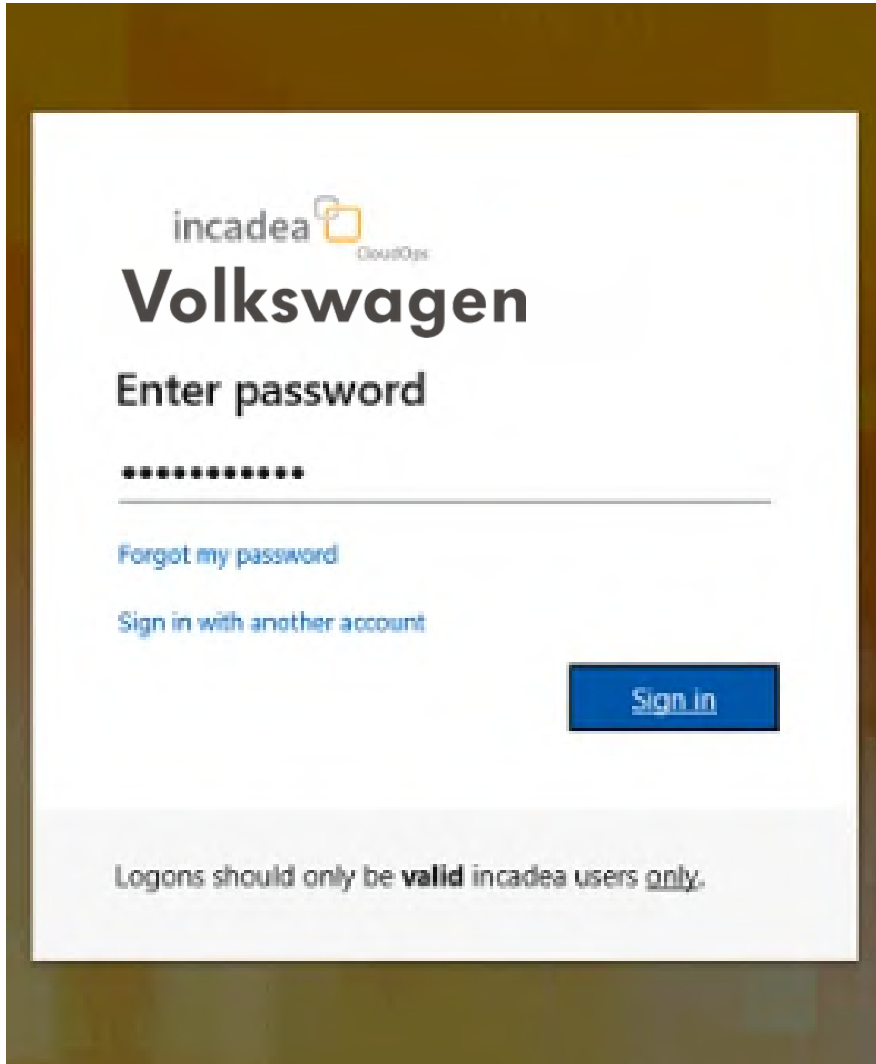 incadea
CloudOps
Volkswagen
Enter password
•••••••••••
Forgot my password
Sign in with another account
Sign in
Logons should only be valid incadea users only.